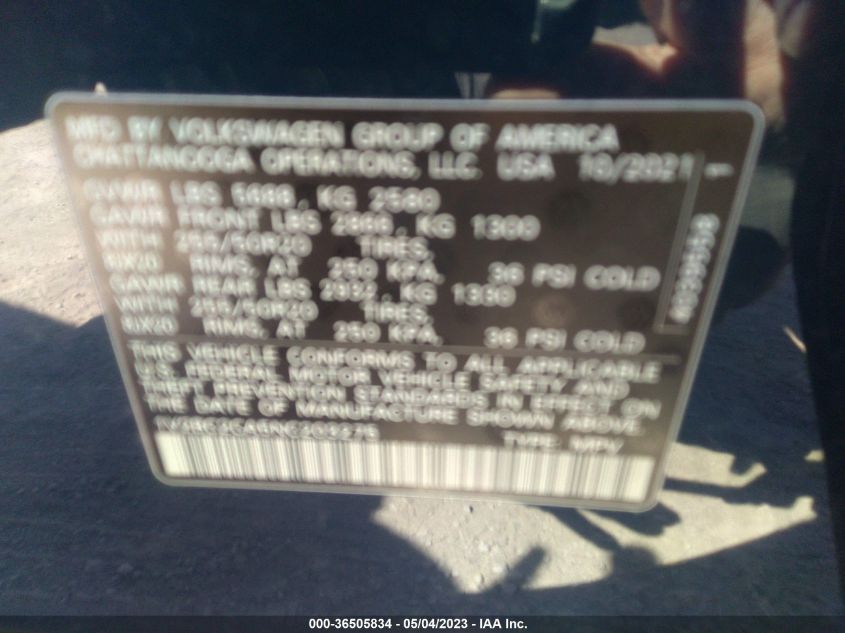 MFD BY VOLKSWAGEN GROUP OF AMERICA
CHATTANOOGA OPERATIONS, LLC. USA 10/2021
GVWR LBS KG 2580
GAWR FRONT LBS 2866, KG 1300
WITH 255/50R20 TIRES,
8JX20 RIMS, AT 250 KPA, 36 PSI COLD
GAWR REAR LBS KG
WITH 255/50R20 TIRES,
8JX20 RIMS, AT 250 KPA, 36 PSI COLD
THIS VEHICLE CONFORMS TO ALL APPLICABLE
U.S. FEDERAL MOTOR VEHICLE SAFETY AND
THEFT PREVENTION STANDARDS IN EFFECT ON
THE DATE OF MANUFACTURE SHOWN ABOVE.
TYPE: MPV
000-36505834 - 05/04/2023 - IAA Inc.